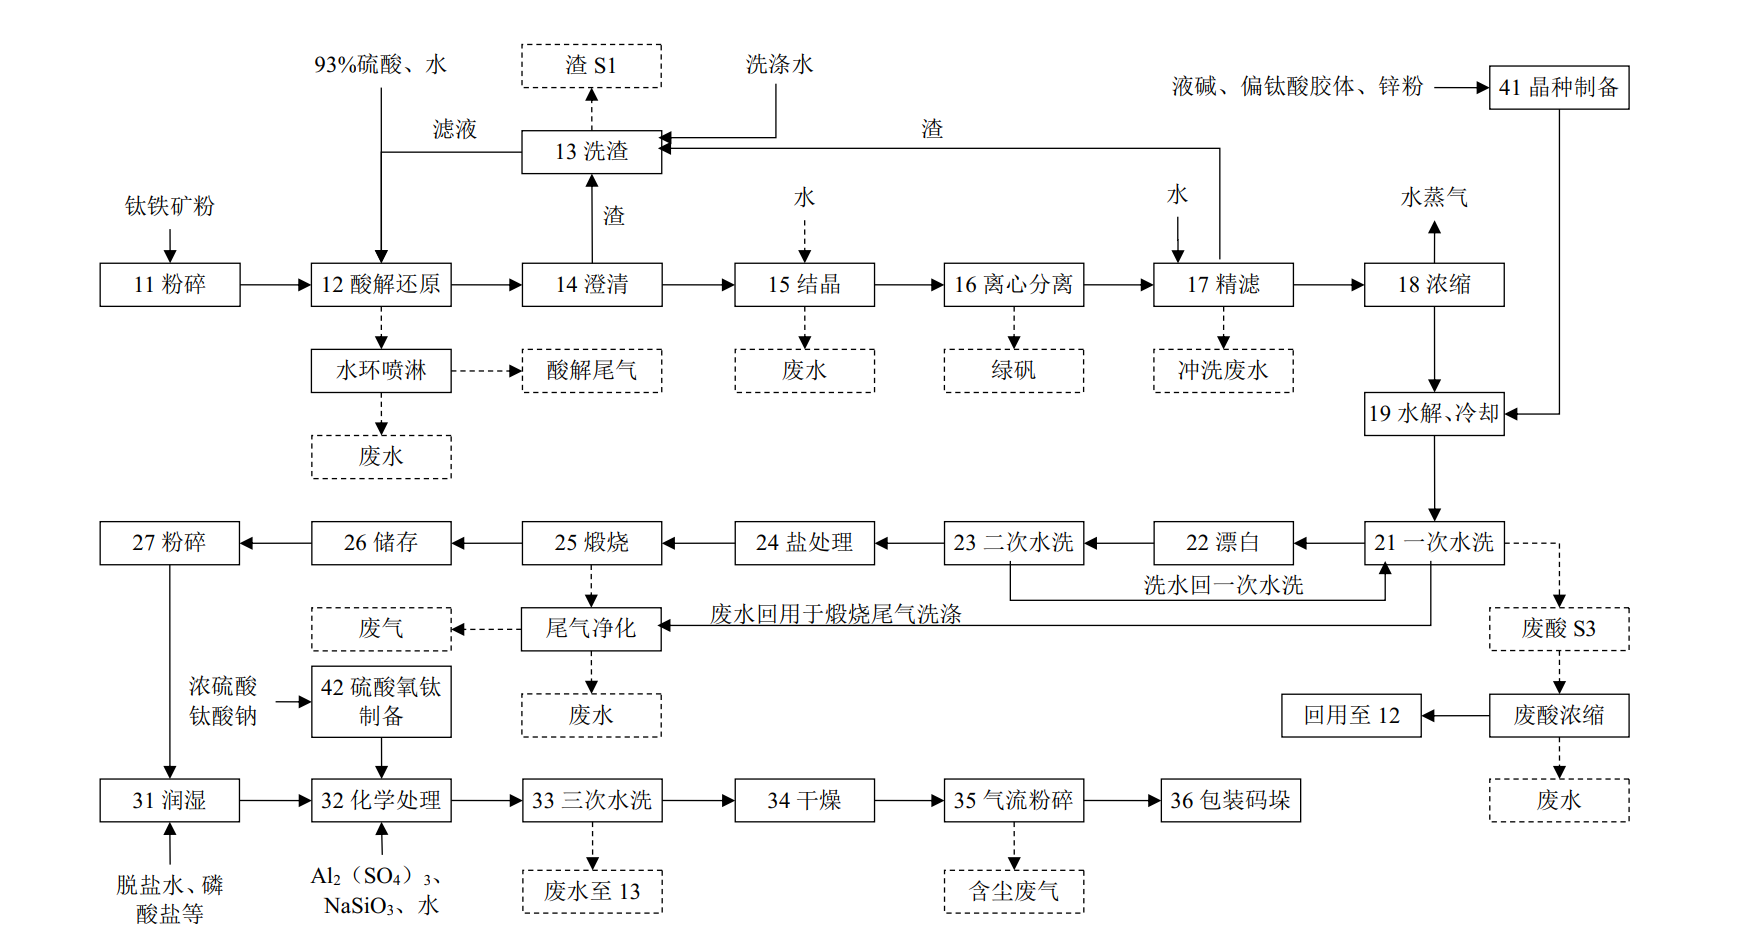 93%硫酸、水
渣 S1
洗涤水
液碱、偏钛酸胶体、锌粉
41 晶种制备
滤液
13 洗渣
渣
钛铁矿粉
渣
水
水
水蒸气
11 粉碎
12 酸解还原
14 澄清
15 结晶
16 离心分离
17 精滤
18 浓缩
水环喷淋
酸解尾气
废水
绿矾
冲洗废水
19 水解、冷却
废水
27 粉碎
26 储存
25 煅烧
24 盐处理
23 二次水洗
22 漂白
21 一次水洗
洗水回一次水洗
废气
尾气净化
废水回用于煅烧尾气洗涤
废酸 S3
浓硫酸
钛酸钠
42 硫酸氧钛
制备
废水
回用至 12
废酸浓缩
31 润湿
32 化学处理
33 三次水洗
34 干燥
35 气流粉碎
36 包装码垛
废水
脱盐水、磷
酸盐等
Al₂（SO₄）₃、
NaSiO₃、水
废水至 13
含尘废气